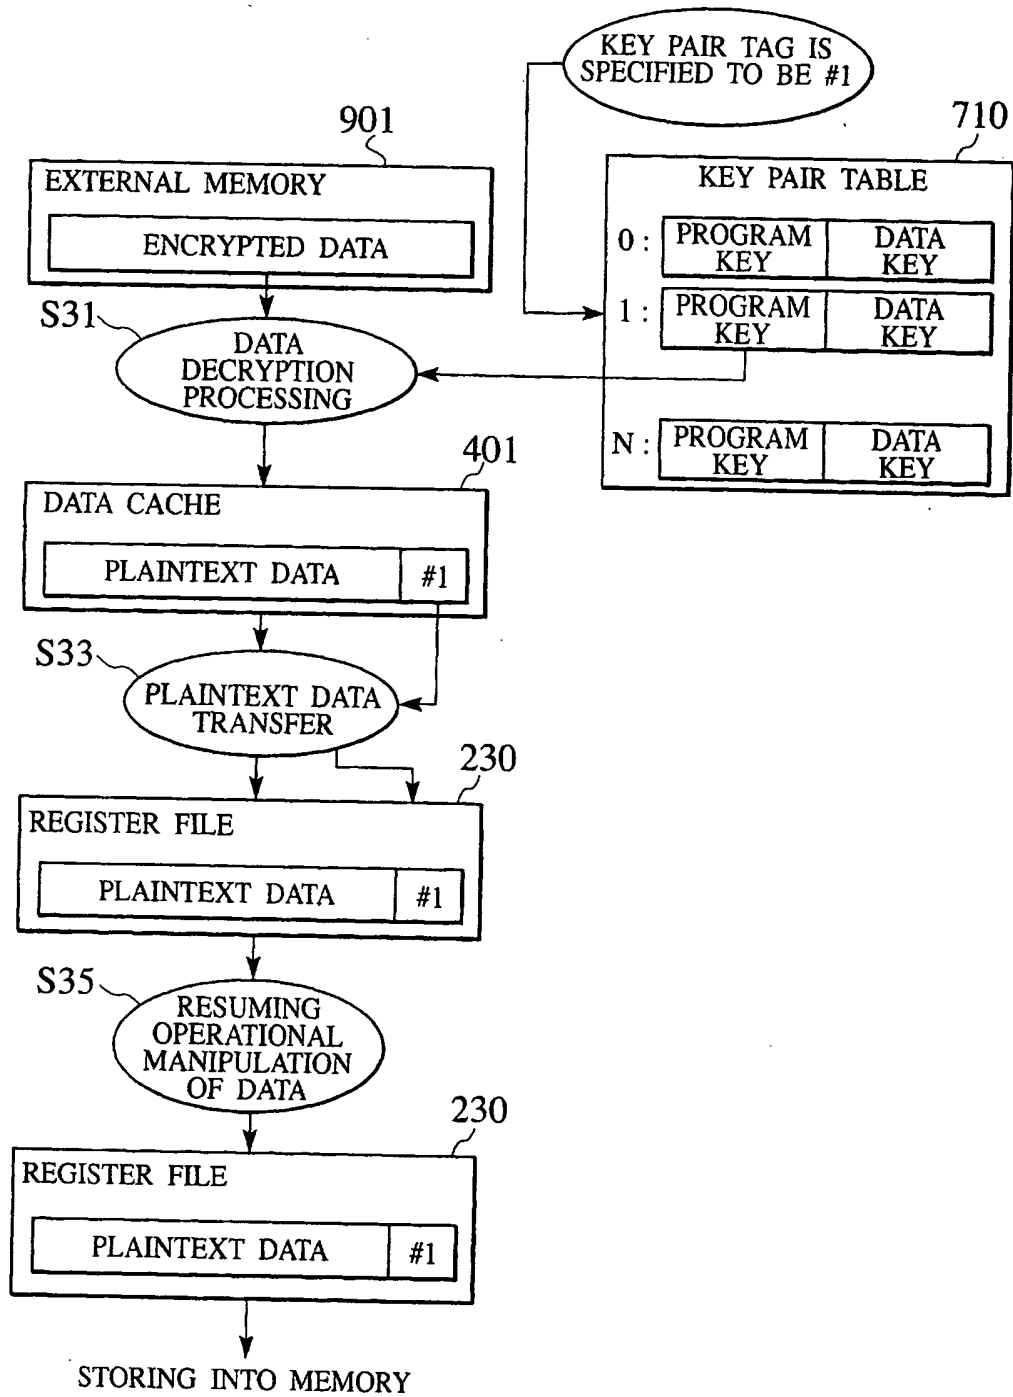 KEY PAIR TAG IS
SPECIFIED TO BE #1
901
710
EXTERNAL MEMORY
ENCRYPTED DATA
KEY PAIR TABLE
0 :
PROGRAM
KEY
DATA
KEY
1 :
PROGRAM
KEY
DATA
KEY
N :
PROGRAM
KEY
DATA
KEY
S31
DATA
DECRYPTION
PROCESSING
401
DATA CACHE
PLAINTEXT DATA
#1
S33
PLAINTEXT DATA
TRANSFER
230
REGISTER FILE
PLAINTEXT DATA
#1
S35
RESUMING
OPERATIONAL
MANIPULATION
OF DATA
230
REGISTER FILE
PLAINTEXT DATA
#1
STORING INTO MEMORY